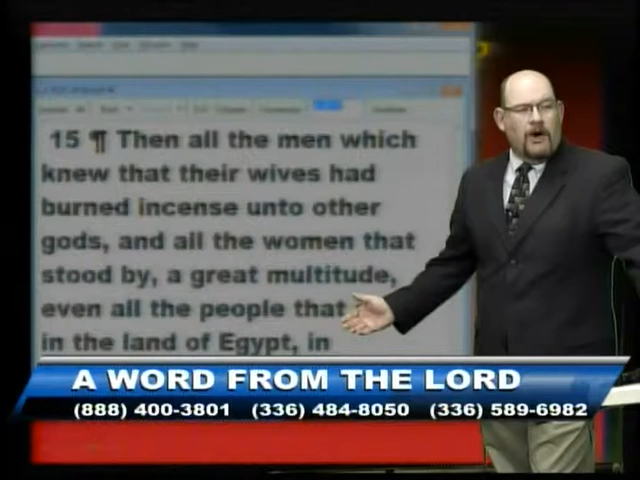 15 ¶ Then all the men which
knew that their wives had
burned incense unto other
gods, and all the women that
stood by, a great multitude,
even all the people that
in the land of Egypt, in
A WORD FROM THE LORD
(888) 400-3801 (336) 484-8050 (336) 589-6982